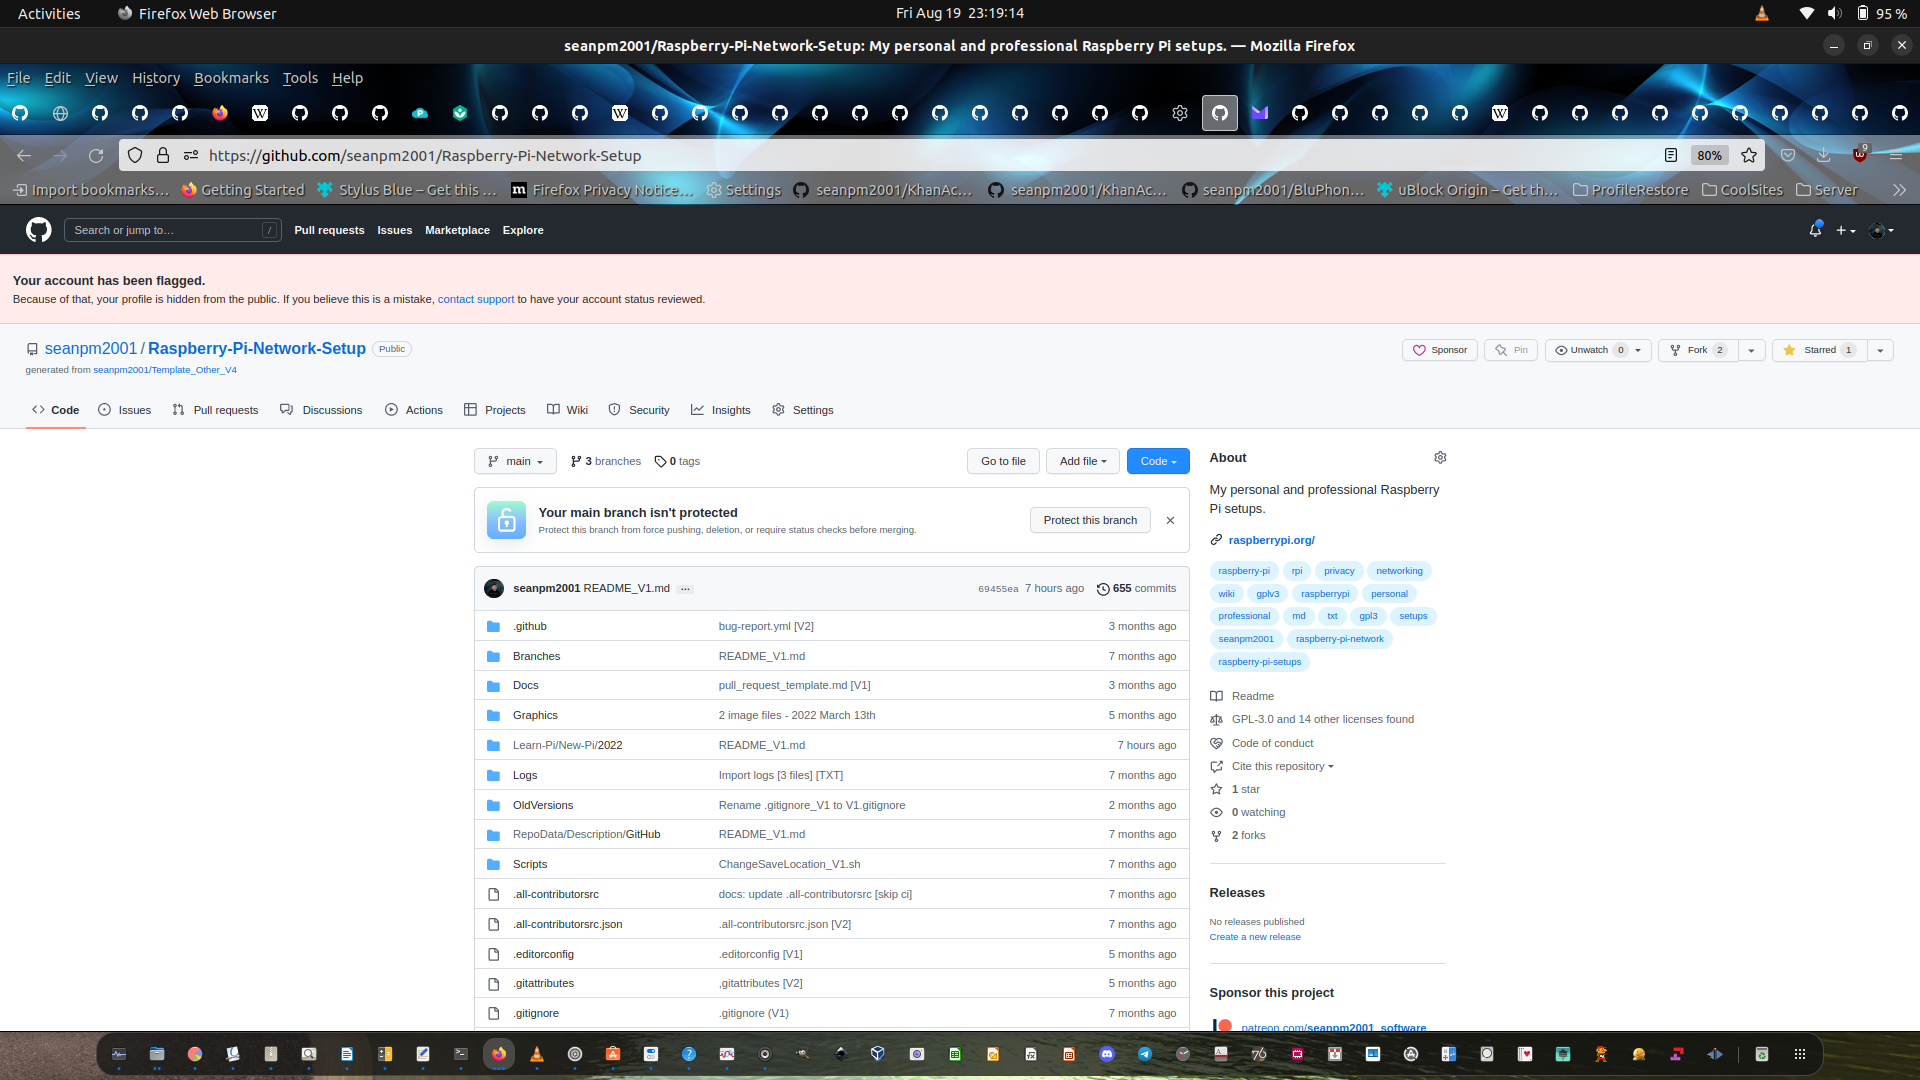 Activities
Firefox Web Browser
Fri Aug 19  23:19:14
95 %
seanpm2001/Raspberry-Pi-Network-Setup: My personal and professional Raspberry Pi setups. — Mozilla Firefox
File Edit View History Bookmarks Tools Help
https://github.com/seanpm2001/Raspberry-Pi-Network-Setup
80%
9
Import bookmarks… Getting Started Stylus Blue – Get this … Firefox Privacy Notice… Settings seanpm2001/KhanAc… seanpm2001/KhanAc… seanpm2001/BluPhon… uBlock Origin – Get th… ProfileRestore CoolSites Server
Search or jump to… /
Pull requests Issues Marketplace Explore
Your account has been flagged.
Because of that, your profile is hidden from the public. If you believe this is a mistake, contact support to have your account status reviewed.
seanpm2001 / Raspberry-Pi-Network-Setup Public
Sponsor Pin Unwatch 0 Fork 2 Starred 1
generated from seanpm2001/Template_Other_V4
Code Issues Pull requests Discussions Actions Projects Wiki Security Insights Settings
main 3 branches 0 tags
Go to file Add file Code
Your main branch isn't protected
Protect this branch from force pushing, deletion, or require status checks before merging.
Protect this branch
seanpm2001 README_V1.md ... 69455ea 7 hours ago 655 commits
.github bug-report.yml [V2] 3 months ago
Branches README_V1.md 7 months ago
Docs pull_request_template.md [V1] 3 months ago
Graphics 2 image files - 2022 March 13th 5 months ago
Learn-Pi/New-Pi/2022 README_V1.md 7 hours ago
Logs Import logs [3 files] [TXT] 7 months ago
OldVersions Rename .gitignore_V1 to V1.gitignore 2 months ago
RepoData/Description/GitHub README_V1.md 7 months ago
Scripts ChangeSaveLocation_V1.sh 7 months ago
.all-contributorsrc docs: update .all-contributorsrc [skip ci] 7 months ago
.all-contributorsrc.json .all-contributorsrc.json [V2] 7 months ago
.editorconfig .editorconfig [V1] 5 months ago
.gitattributes ,gitattributes [V2] 5 months ago
.gitignore .gitignore (V1) 7 months ago
About
My personal and professional Raspberry
Pi setups.
raspberrypi.org/
raspberry-pi rpi privacy networking
wiki gplv3 raspberrypi personal
professional md txt gpl3 setups
seanpm2001 raspberry-pi-network
raspberry-pi-setups
Readme
GPL-3.0 and 14 other licenses found
Code of conduct
Cite this repository
1 star
0 watching
2 forks
Releases
No releases published
Create a new release
Sponsor this project
patreon.com/seanpm2001_software